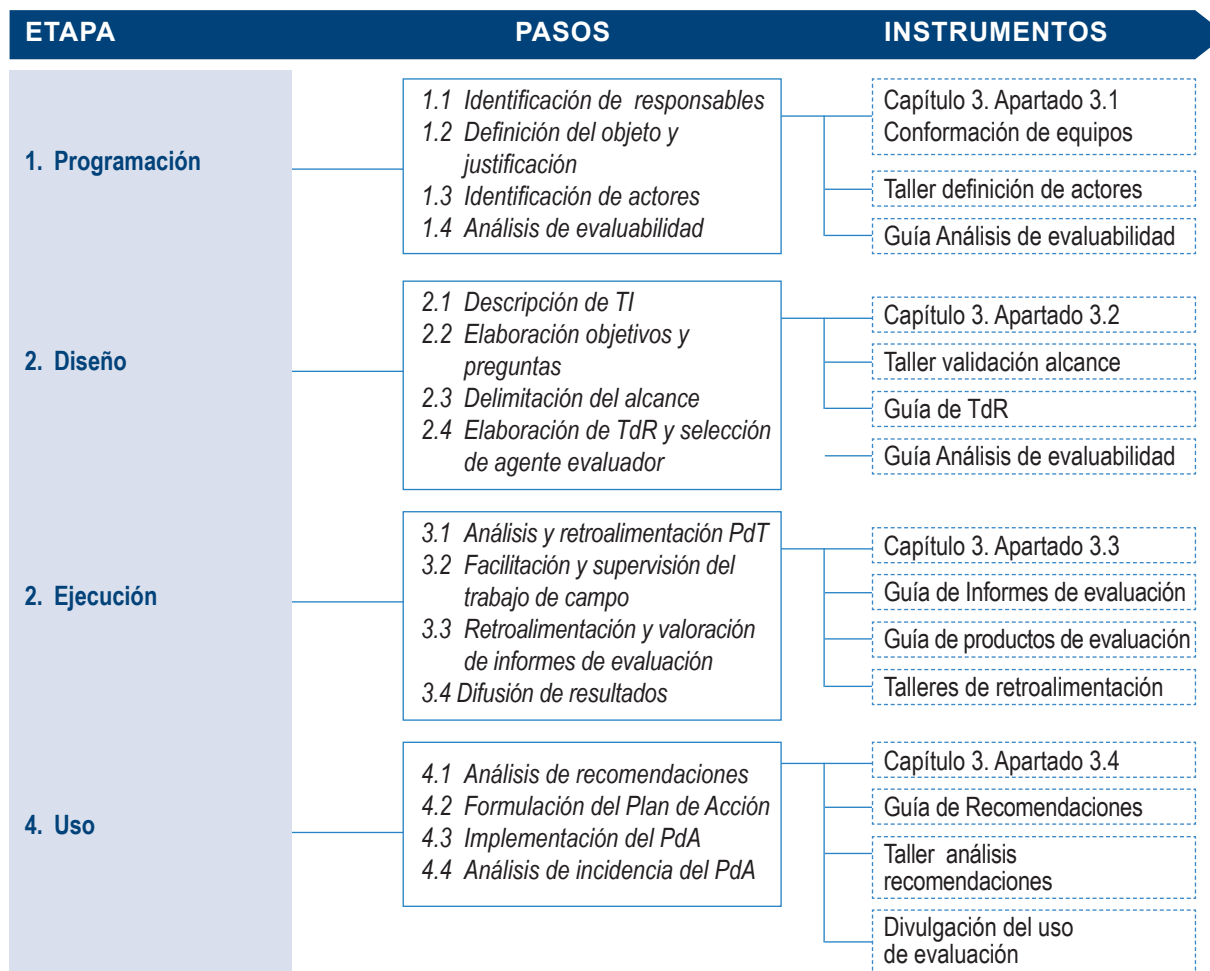 ETAPA PASOS INSTRUMENTOS
1. Programación
1.1 Identificación de responsables
1.2 Definición del objeto y
justificación
1.3 Identificación de actores
1.4 Análisis de evaluabilidad
Capítulo 3. Apartado 3.1
Conformación de equipos
Taller definición de actores
Guía Análisis de evaluabilidad
2. Diseño
2.1 Descripción de TI
2.2 Elaboración objetivos y
preguntas
2.3 Delimitación del alcance
2.4 Elaboración de TdR y selección
de agente evaluador
Capítulo 3. Apartado 3.2
Taller validación alcance
Guía de TdR
Guía Análisis de evaluabilidad
2. Ejecución
3.1 Análisis y retroalimentación PdT
3.2 Facilitación y supervisión del
trabajo de campo
3.3 Retroalimentación y valoración
de informes de evaluación
3.4 Difusión de resultados
Capítulo 3. Apartado 3.3
Guía de Informes de evaluación
Guía de productos de evaluación
Talleres de retroalimentación
4. Uso
4.1 Análisis de recomendaciones
4.2 Formulación del Plan de Acción
4.3 Implementación del PdA
4.4 Análisis de incidencia del PdA
Capítulo 3. Apartado 3.4
Guía de Recomendaciones
Taller análisis
recomendaciones
Divulgación del uso
de evaluación